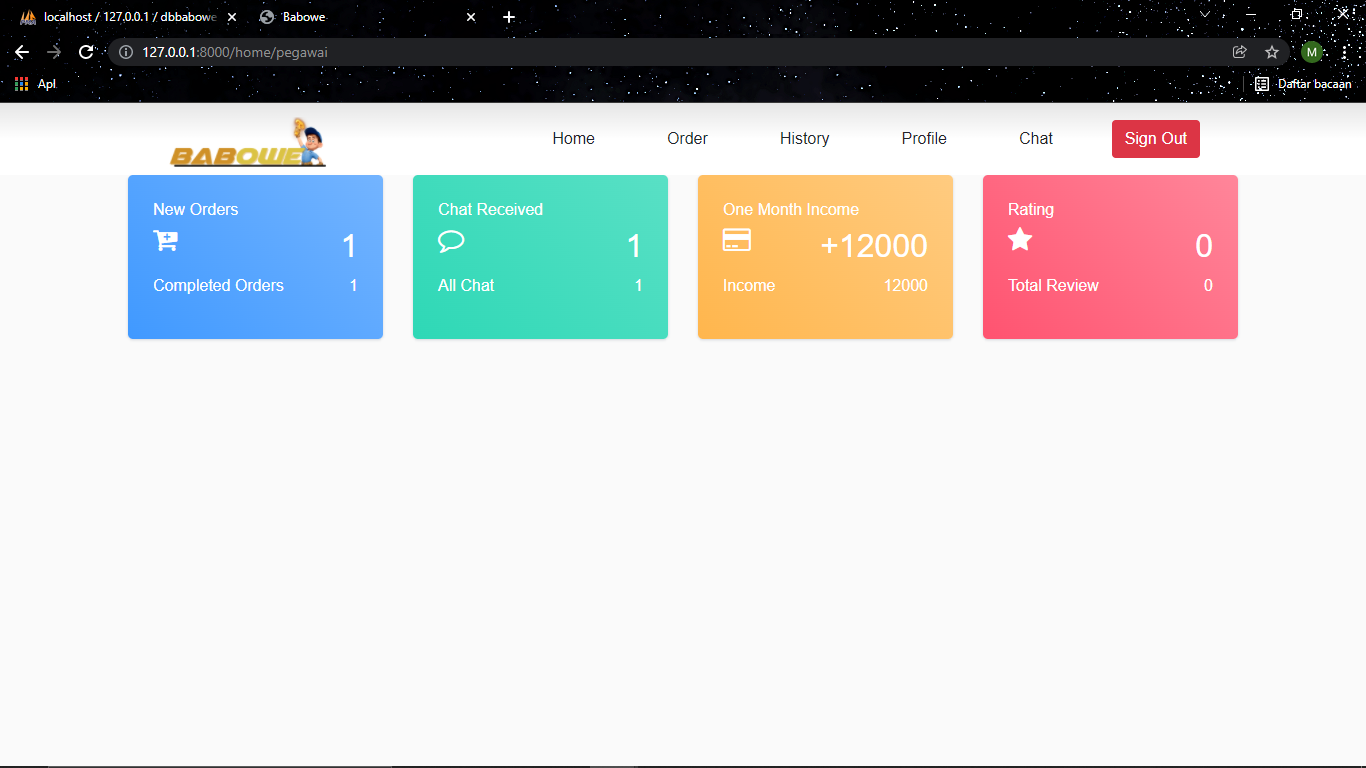 localhost / 127.0.0.1 / dbbabowe
Babowe
127.0.0.1:8000/home/pegawai
M
Apl
Daftar bacaan
BABOWE
Home
Order
History
Profile
Chat
Sign Out
New Orders
1
Completed Orders 1
Chat Received
1
All Chat 1
One Month Income
+12000
Income 12000
Rating
0
Total Review 0